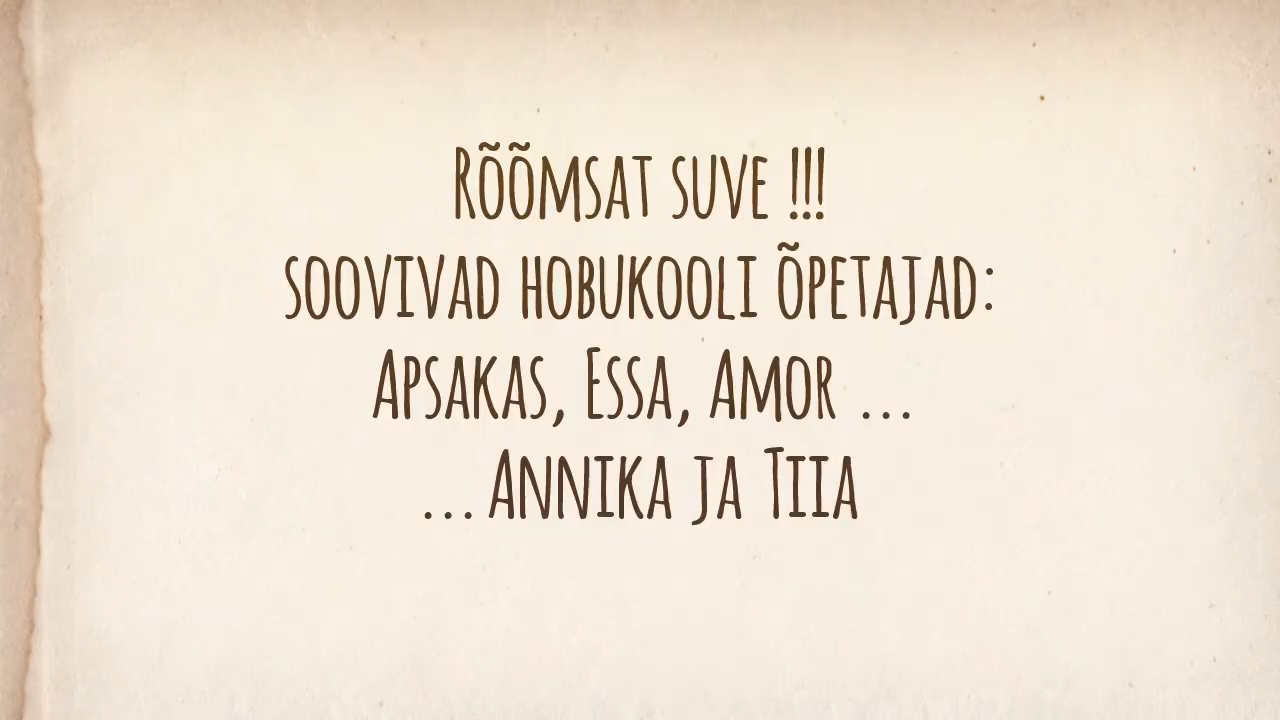 Rõõmsat suve !!!
soovivad hobukooli õpetajad:
Apsakas, Essa, Amor ...
... Annika ja Tiia